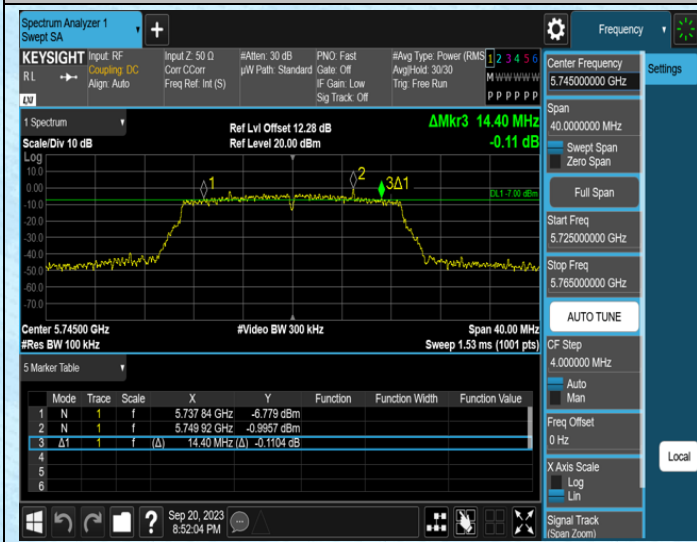 Spectrum Analyzer 1
Swept SA
+
Frequency
KEYSIGHT
RL
LXI
Input: RF
Coupling: DC
Align: Auto
Input Z: 50 Ω
Corr CCorr
Freq Ref: Int (S)
#Atten: 30 dB
µW Path: Standard
PNO: Fast
Gate: Off
IF Gain: Low
Sig Track: Off
#Avg Type: Power (RMS
Avg|Hold: 30/30
Trig: Free Run
1 2 3 4 5 6
M W W W W W
P P P P P P
Center Frequency
5.745000000 GHz
Settings
Span
40.0000000 MHz
Swept Span
Zero Span
Full Span
Start Freq
5.725000000 GHz
Stop Freq
5.765000000 GHz
AUTO TUNE
CF Step
4.000000 MHz
Auto
Man
Freq Offset
0 Hz
X Axis Scale
Log
Lin
Signal Track
(Span Zoom)
Local
1 Spectrum
Scale/Div 10 dB
Ref Lvl Offset 12.28 dB
Ref Level 20.00 dBm
ΔMkr3 14.40 MHz
-0.11 dB
Log
10.0
0.00
-10.0
-20.0
-30.0
-40.0
-50.0
-60.0
-70.0
1
2
3Δ1
DL1 -7.00 dBm
Center 5.74500 GHz
#Video BW 300 kHz
Span 40.00 MHz
#Res BW 100 kHz
Sweep 1.53 ms (1001 pts)
5 Marker Table
Mode Trace Scale X Y Function Function Width Function Value
1 N 1 f 5.737 84 GHz -6.779 dBm
2 N 1 f 5.749 92 GHz -0.9957 dBm
3 Δ1 1 f (Δ) 14.40 MHz (Δ) -0.1104 dB
4
5
6
?
Sep 20, 2023
8:52:04 PM